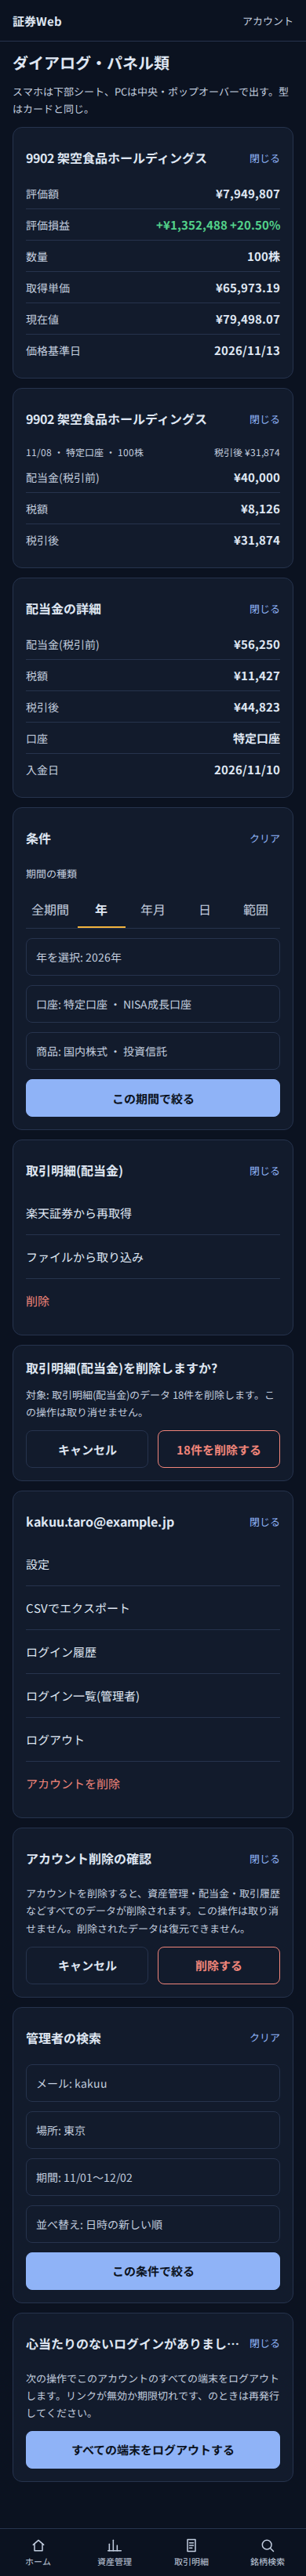 証券Web
アカウント
ダイアログ・パネル類
スマホは下部シート、PCは中央・ポップオーバーで出す。型
はカードと同じ。
9902 架空食品ホールディングス
閉じる
評価額
¥7,949,807
評価損益
+¥1,352,488 +20.50%
数量
100株
取得単価
¥65,973.19
現在値
¥79,498.07
価格基準日
2026/11/13
9902 架空食品ホールディングス
閉じる
11/08 ・ 特定口座 ・ 100株
税引後 ¥31,874
配当金(税引前)
¥40,000
税額
¥8,126
税引後
¥31,874
配当金の詳細
閉じる
配当金(税引前)
¥56,250
税額
¥11,427
税引後
¥44,823
口座
特定口座
入金日
2026/11/10
条件
クリア
期間の種類
全期間
年
年月
日
範囲
年を選択: 2026年
口座: 特定口座 ・ NISA成長口座
商品: 国内株式 ・ 投資信託
この期間で絞る
取引明細(配当金)
閉じる
楽天証券から再取得
ファイルから取り込み
削除
取引明細(配当金)を削除しますか?
対象: 取引明細(配当金)のデータ 18件を削除します。こ
の操作は取り消せません。
キャンセル
18件を削除する
kakuu.taro@example.jp
閉じる
設定
CSVでエクスポート
ログイン履歴
ログイン一覧(管理者)
ログアウト
アカウントを削除
アカウント削除の確認
閉じる
アカウントを削除すると、資産管理・配当金・取引履歴
などすべてのデータが削除されます。この操作は取り消
せません。削除されたデータは復元できません。
キャンセル
削除する
管理者の検索
クリア
メール: kakuu
場所: 東京
期間: 11/01〜12/02
並べ替え: 日時の新しい順
この条件で絞る
心当たりのないログインがありまし…
閉じる
次の操作でこのアカウントのすべての端末をログアウト
します。リンクが無効か期限切れです、のときは再発行
してください。
すべての端末をログアウトする
ホーム
資産管理
取引明細
銘柄検索